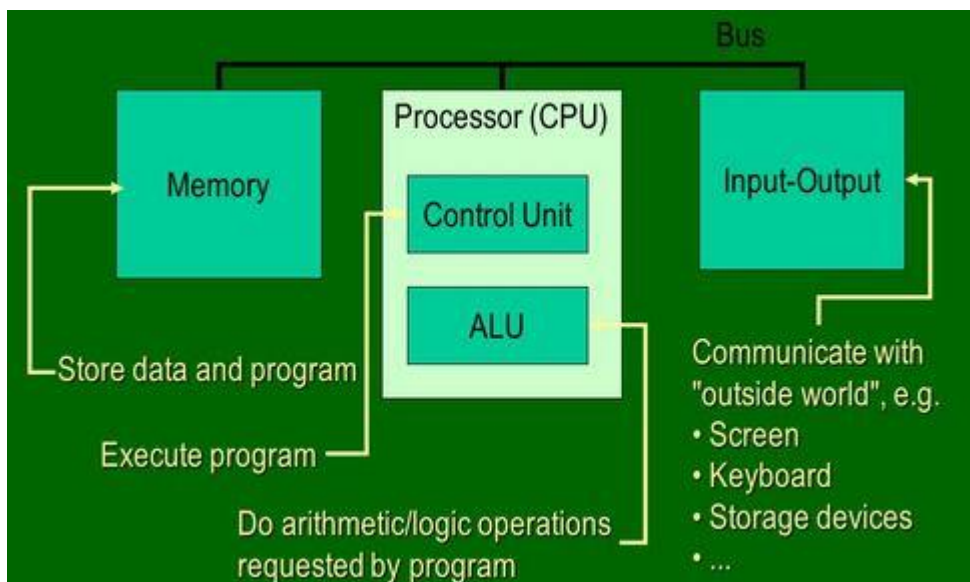 Bus
Memory
Processor (CPU)
Control Unit
ALU
Input-Output
Store data and program
Execute program
Do arithmetic/logic operations
requested by program
Communicate with
"outside world", e.g.
• Screen
• Keyboard
• Storage devices
• ...